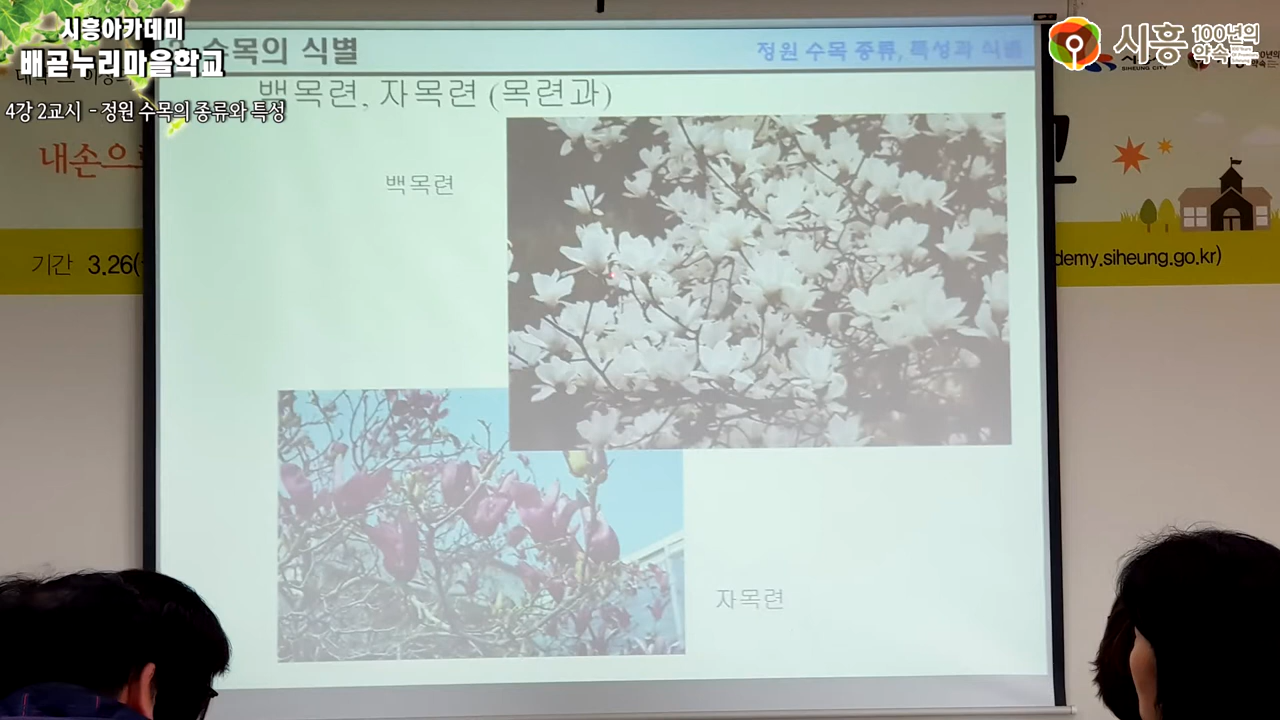 시흥아카데미
배곧누리마을학교
4강 2교시 - 정원 수목의 종류와 특성
시흥
100년의
약속
SIHEUNG CITY
수목의 식별
정원 수목 종류, 특성과 식별
백목련, 자목련 (목련과)
백목련
자목련
내손으로
기간 3.26(
demy.siheung.go.kr)